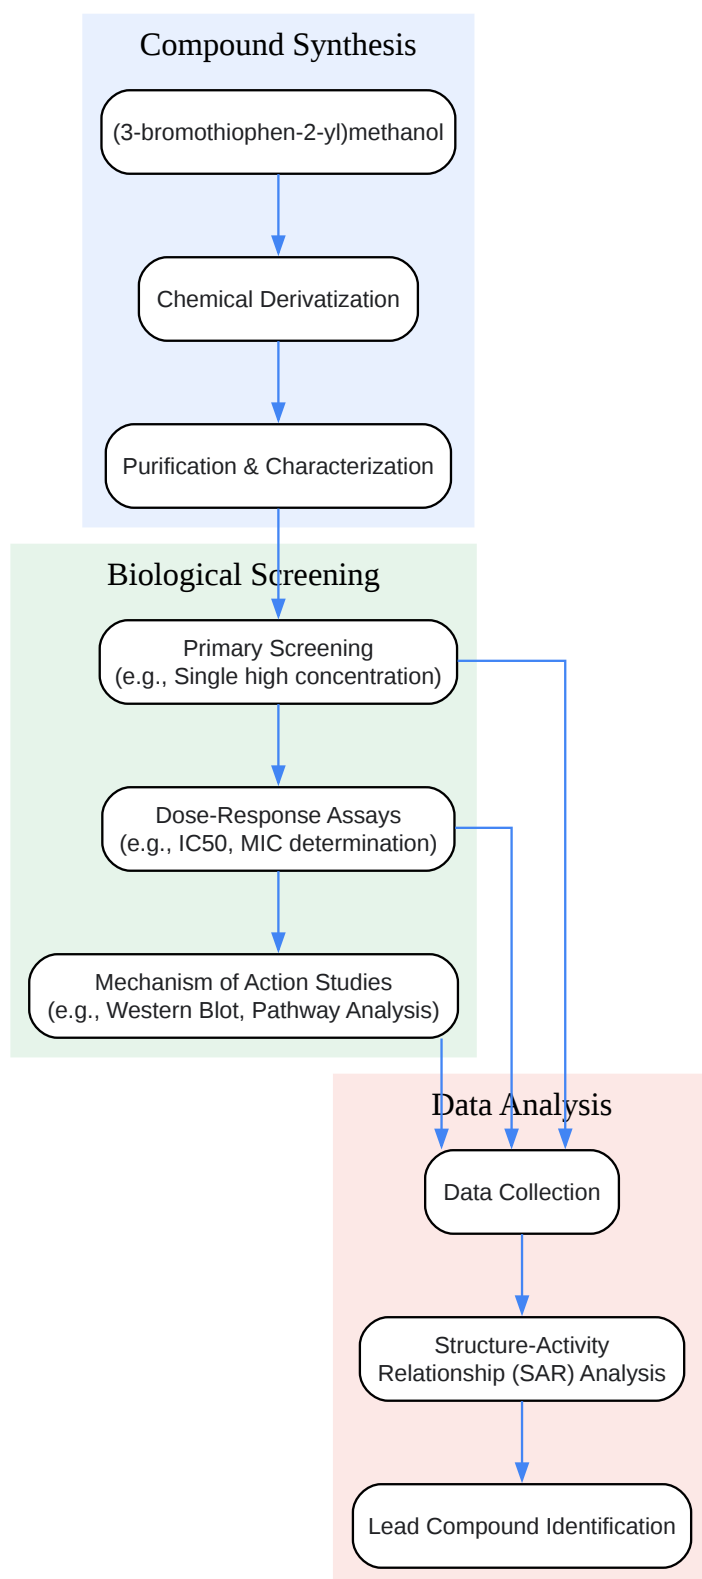 Compound Synthesis
(3-bromothiophen-2-yl)methanol
Chemical Derivatization
Purification & Characterization
Biological Screening
Primary Screening
(e.g., Single high concentration)
Dose-Response Assays
(e.g., IC50, MIC determination)
Mechanism of Action Studies
(e.g., Western Blot, Pathway Analysis)
Data Analysis
Data Collection
Structure-Activity
Relationship (SAR) Analysis
Lead Compound Identification